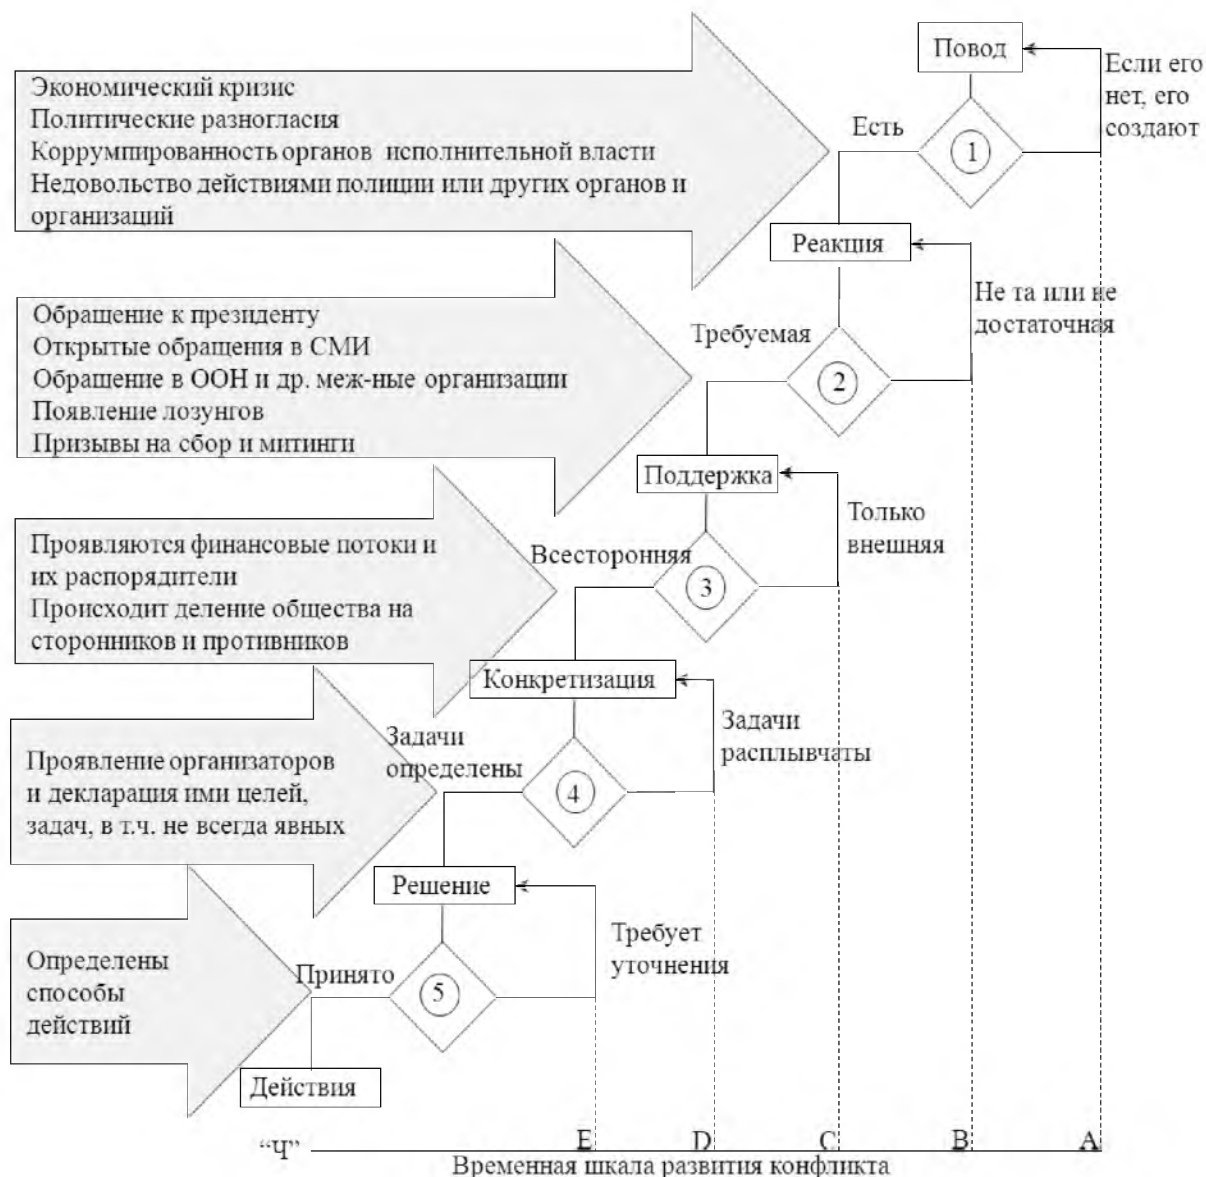 Повод
Если его
нет, его
создают
Экономический кризис
Политические разногласия
Коррумпированность органов исполнительной власти
Недовольство действиями полиции или других органов и
организаций
Есть
1
Реакция
Не та или не
достаточная
Обращение к президенту
Открытые обращения в СМИ
Обращение в ООН и др. меж-ные организации
Появление лозунгов
Призывы на сбор и митинги
Требуемая
2
Поддержка
Только
внешняя
Проявляются финансовые потоки и
их распорядители
Происходит деление общества на
сторонников и противников
Всесторонняя
3
Конкретизация
Задачи
расплывчаты
Задачи
определены
4
Проявление организаторов
и декларация ими целей,
задач, в т.ч. не всегда явных
Решение
Требует
уточнения
Определены
способы
действий
Принято
5
Действия
“Ч” E D C B A
Временная шкала развития конфликта